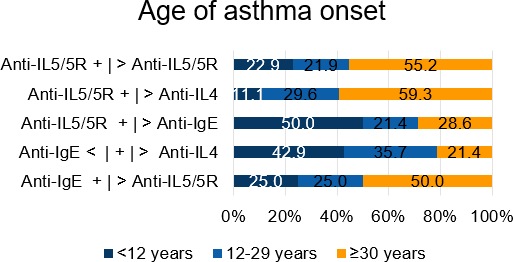 Age of asthma onset
Anti-IL5/5R + | > Anti-IL5/5R 22.9 21.9 55.2
Anti-IL5/5R + | > Anti-IL4 11.1 29.6 59.3
Anti-IL5/5R + | > Anti-IgE 50.0 21.4 28.6
Anti-IgE < | + | > Anti-IL4 42.9 35.7 21.4
Anti-IgE + | > Anti-IL5/5R 25.0 25.0 50.0
0% 20% 40% 60% 80% 100%
<12 years 12-29 years ≥30 years